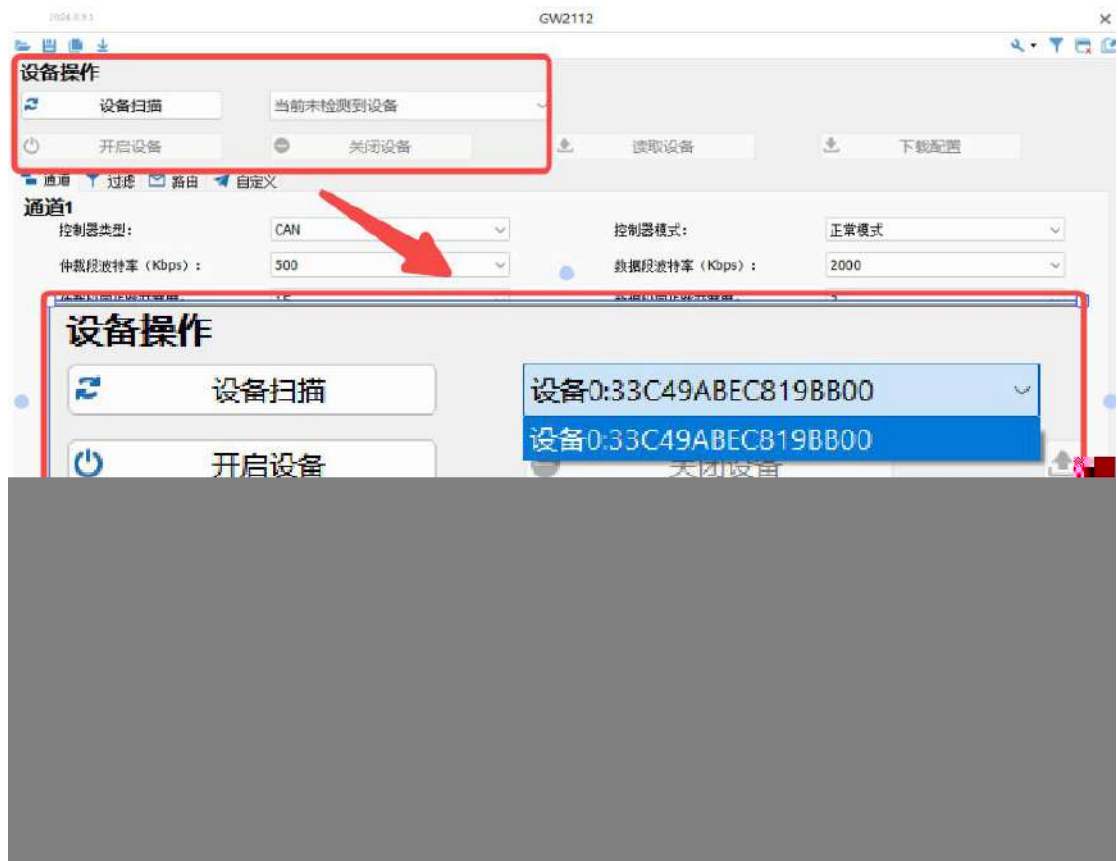 2024.8.9.1
GW2112
设备操作
设备扫描 当前未检测到设备
开启设备 关闭设备 读取设备 下载配置
通道 过滤 路由 自定义
通道1
控制器类型: CAN 控制器模式: 正常模式
仲裁段波特率 (Kbps) : 500 数据段波特率 (Kbps) : 2000
设备操作
设备扫描 设备0:33C49ABEC819BB00
设备0:33C49ABEC819BB00
开启设备 关闭设备